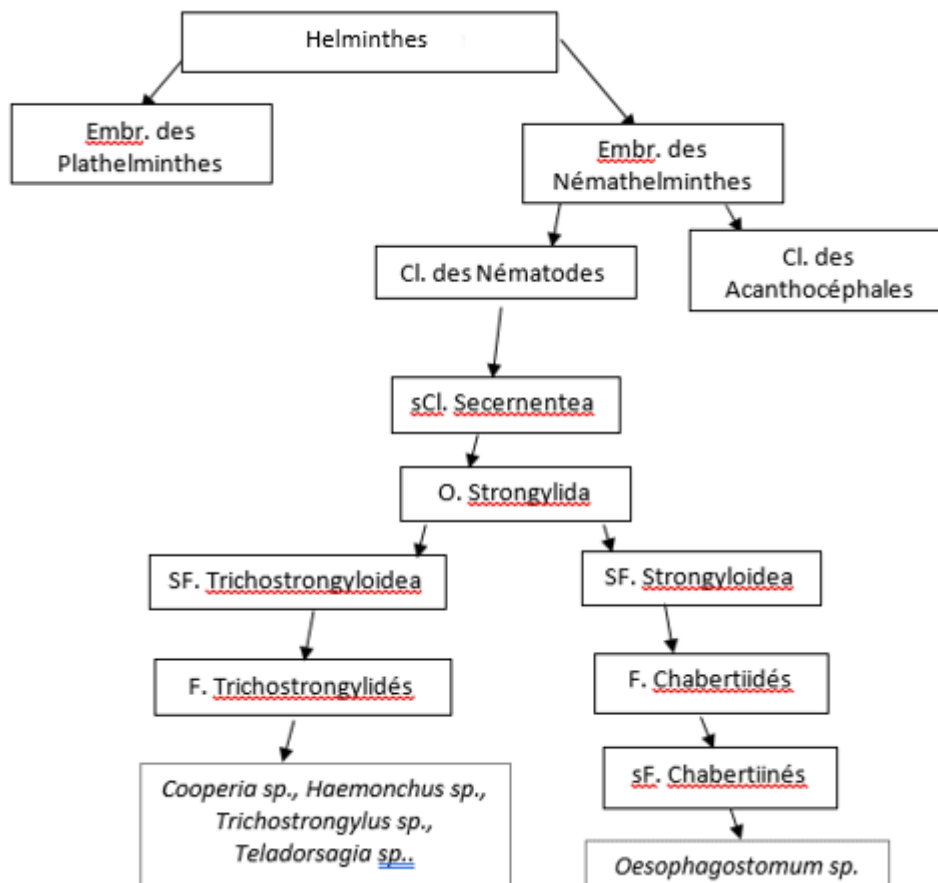 Helminthes
Embr. des
Plathelminthes
Embr. des
Némathelminthes
Cl. des Nématodes
Cl. des
Acanthocéphales
sCl. Secernentea
O. Strongylida
SF. Trichostrongyloidea
SF. Strongyloidea
F. Trichostrongylidés
F. Chabertiidés
sF. Chabertiinés
Cooperia sp., Haemonchus sp.,
Trichostrongylus sp.,
Teladorsagia sp..
Oesophagostomum sp.